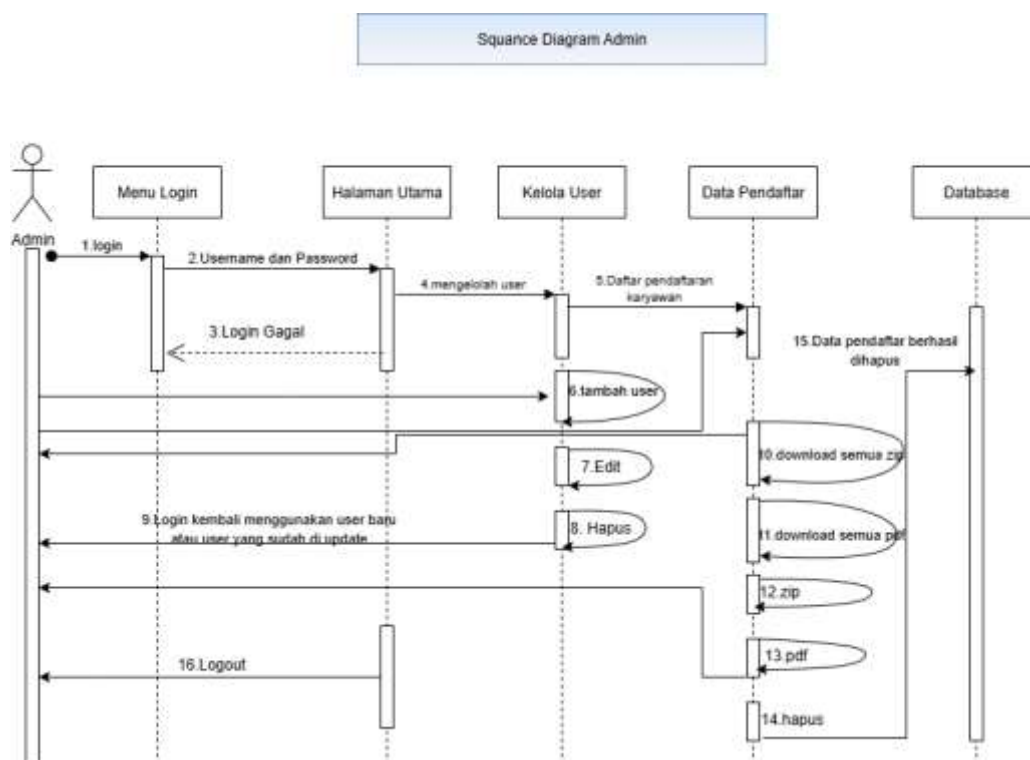 Squance Diagram Admin
Menu Login
Halaman Utama
Kelola User
Data Pendaftar
Database
Admin
1.login
2.Username dan Password
4.mengelolah user
5.Daftar pendaftaran
karyawan
3.Login Gagal
15.Data pendaftar berhasil
dihapus
6.tambah user
10.download semua zip
7.Edit
9.Login kembali menggunakan user baru
atau user yang sudah di update
8. Hapus
11.download semua pdf
12.zip
13.pdf
16.Logout
14.hapus